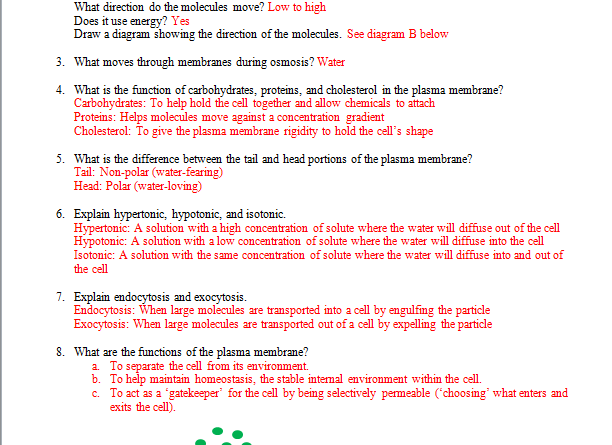 What direction do the molecules move? Low to high
Does it use energy? Yes
Draw a diagram showing the direction of the molecules. See diagram B below
3. What moves through membranes during osmosis? Water
4. What is the function of carbohydrates, proteins, and cholesterol in the plasma membrane?
Carbohydrates: To help hold the cell together and allow chemicals to attach
Proteins: Helps molecules move against a concentration gradient
Cholesterol: To give the plasma membrane rigidity to hold the cell's shape
5. What is the difference between the tail and head portions of the plasma membrane?
Tail: Non-polar (water-fearing)
Head: Polar (water-loving)
6. Explain hypertonic, hypotonic, and isotonic.
Hypertonic: A solution with a high concentration of solute where the water will diffuse out of the cell
Hypotonic: A solution with a low concentration of solute where the water will diffuse into the cell
Isotonic: A solution with the same concentration of solute where the water will diffuse into and out of
the cell
7. Explain endocytosis and exocytosis.
Endocytosis: When large molecules are transported into a cell by engulfing the particle
Exocytosis: When large molecules are transported out of a cell by expelling the particle
8. What are the functions of the plasma membrane?
a. To separate the cell from its environment.
b. To help maintain homeostasis, the stable internal environment within the cell.
c. To act as a 'gatekeeper' for the cell by being selectively permeable ('choosing' what enters and
exits the cell).